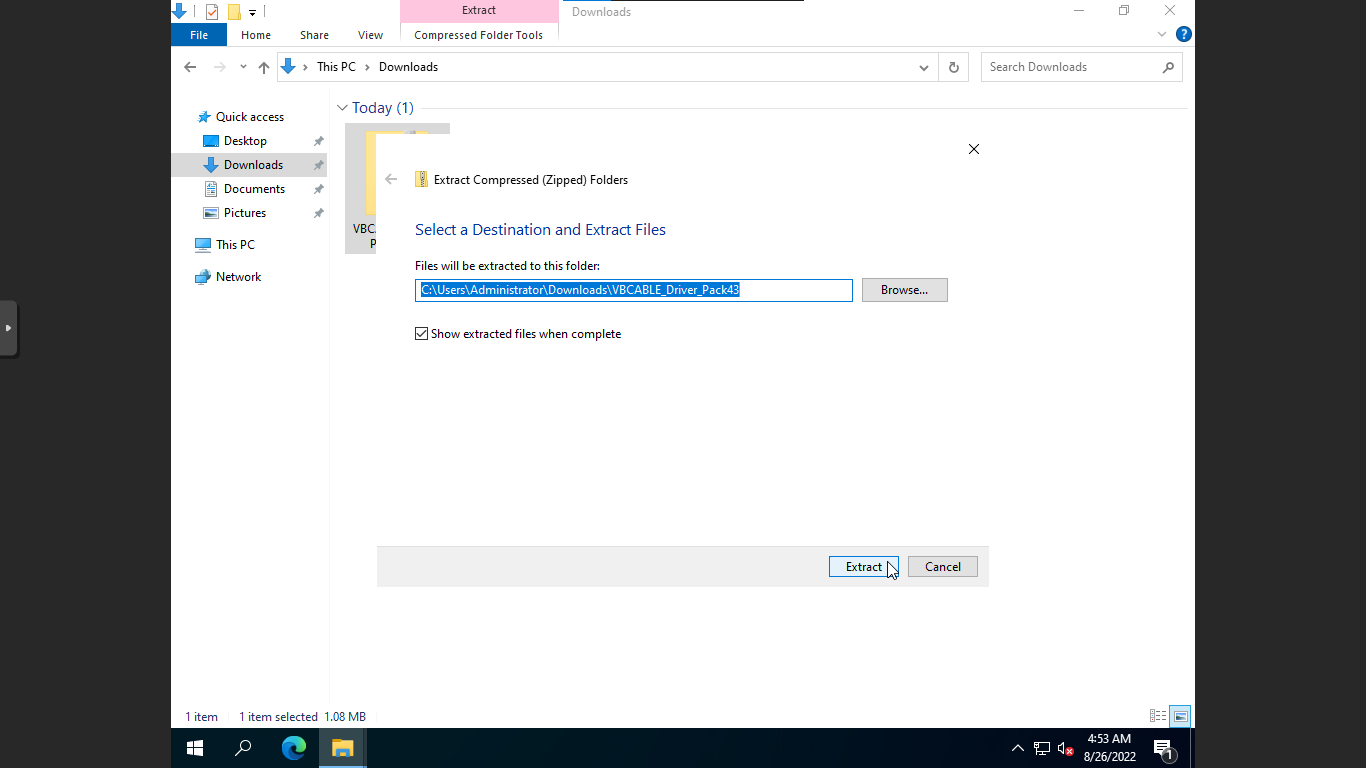 Extract
Downloads
File
Home
Share
View
Compressed Folder Tools
?
This PC
Downloads
Search Downloads
Today (1)
Quick access
Desktop
Downloads
Documents
Pictures
This PC
Network
Extract Compressed (Zipped) Folders
Select a Destination and Extract Files
Files will be extracted to this folder:
C:\Users\Administrator\Downloads\VBCABLE_Driver_Pack43
Browse...
Show extracted files when complete
Extract
Cancel
1 item
1 item selected 1.08 MB
4:53 AM
8/26/2022
1